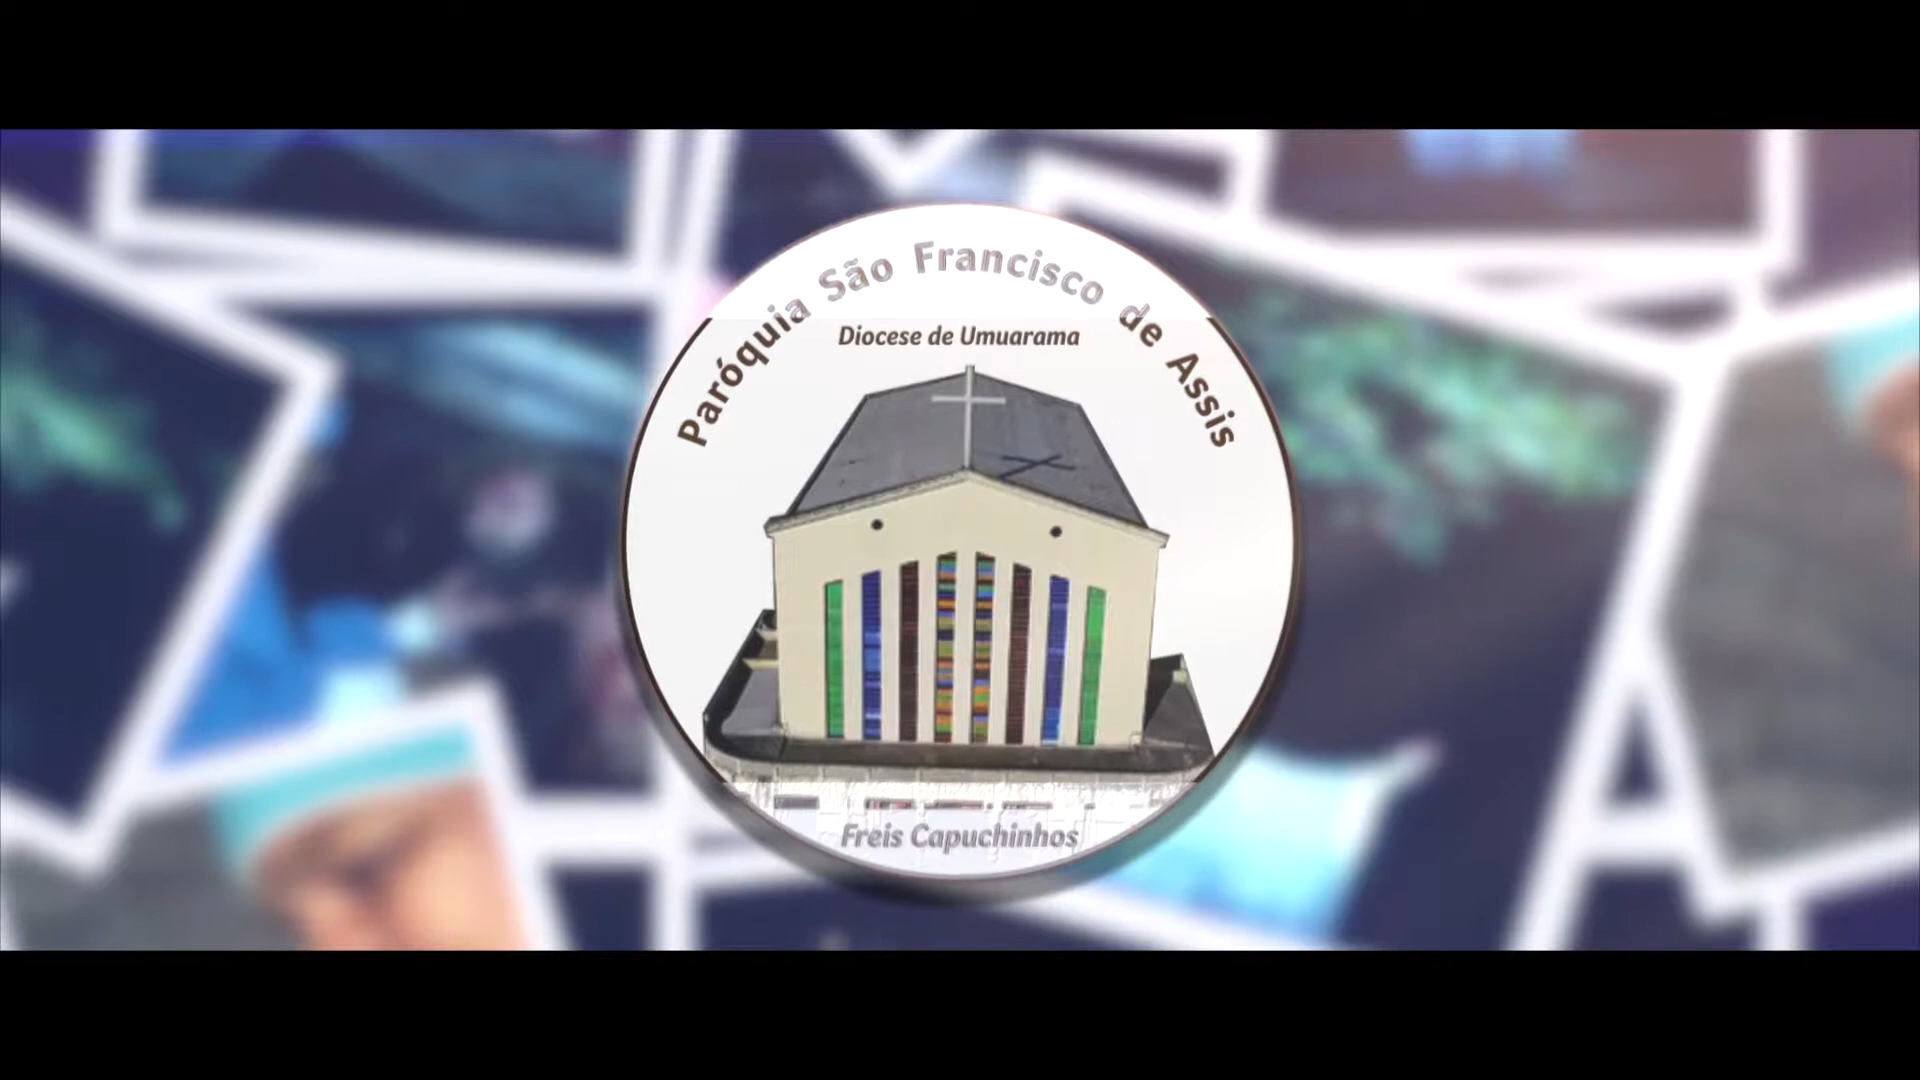 Paróquia São Francisco de Assis
Diocese de Umuarama
Freis Capuchinhos